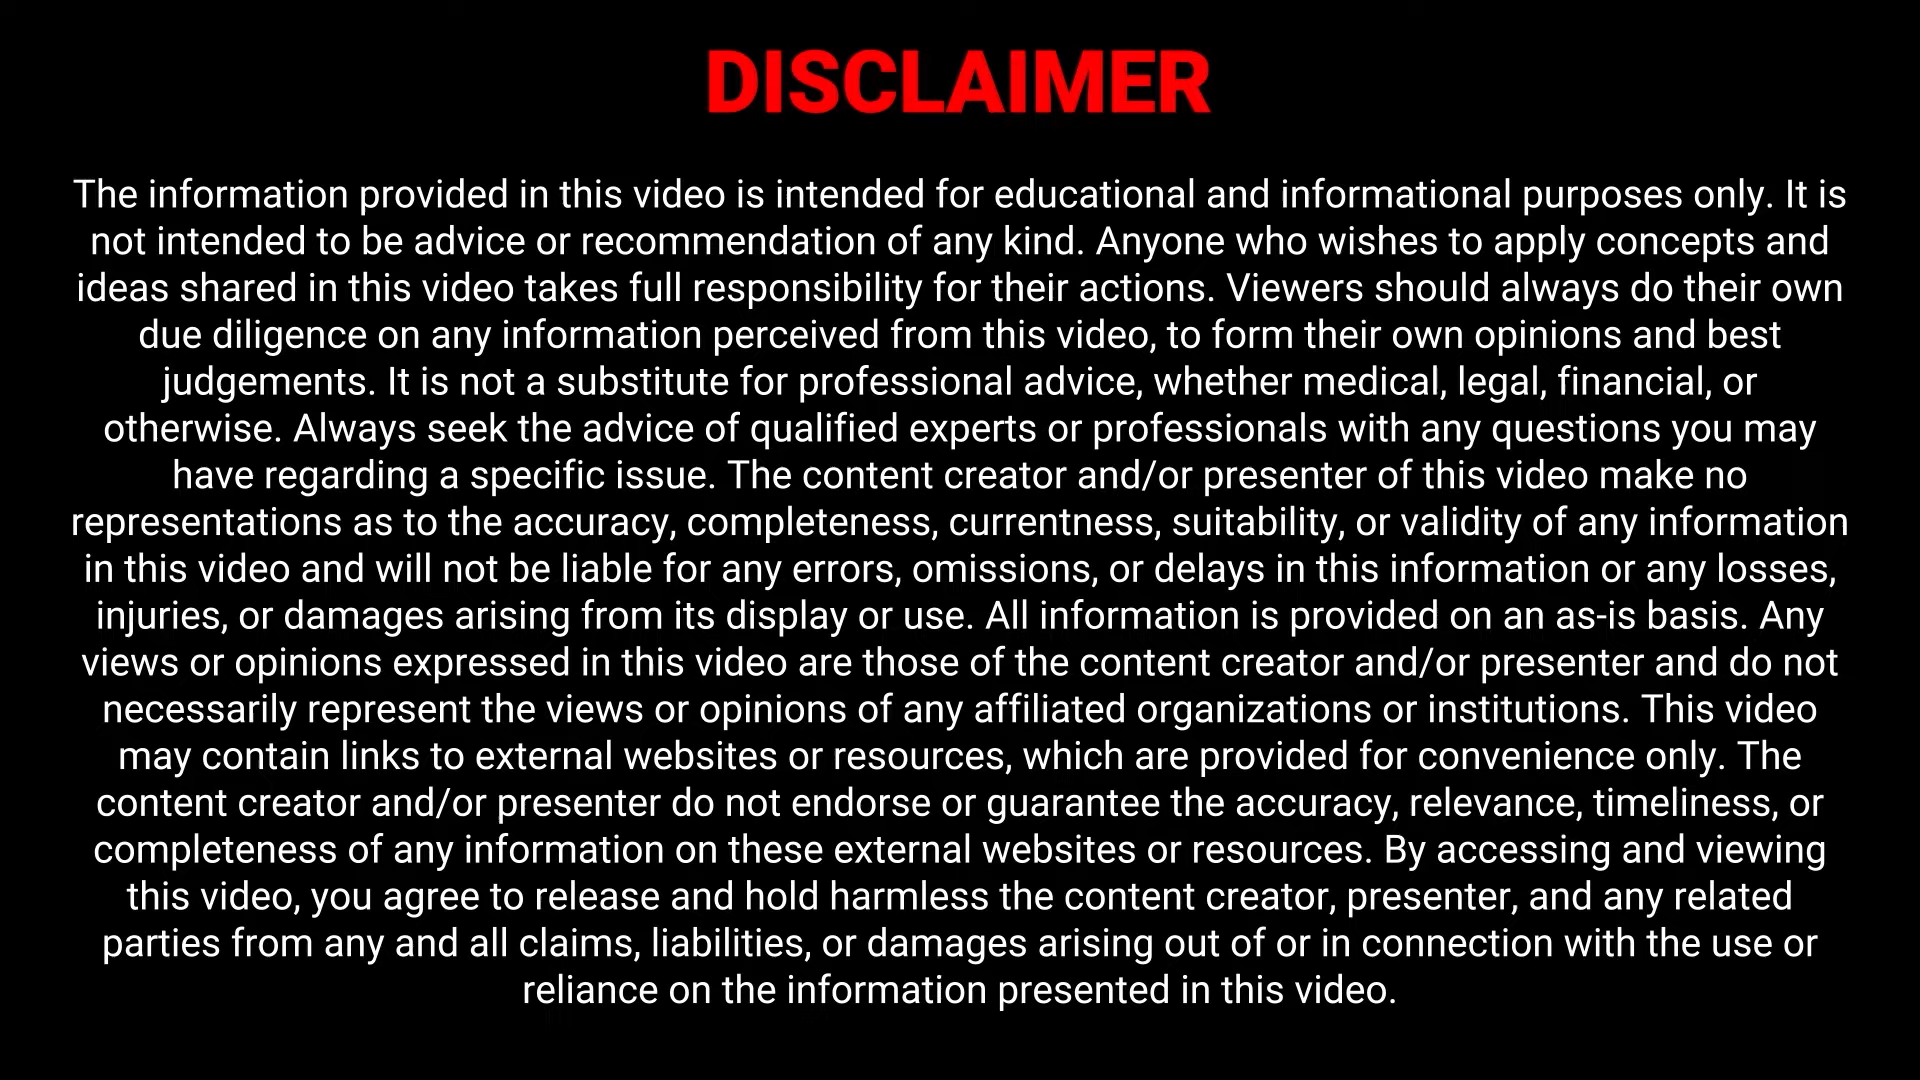 DISCLAIMER
The information provided in this video is intended for educational and informational purposes only. It is
not intended to be advice or recommendation of any kind. Anyone who wishes to apply concepts and
ideas shared in this video takes full responsibility for their actions. Viewers should always do their own
due diligence on any information perceived from this video, to form their own opinions and best
judgements. It is not a substitute for professional advice, whether medical, legal, financial, or
otherwise. Always seek the advice of qualified experts or professionals with any questions you may
have regarding a specific issue. The content creator and/or presenter of this video make no
representations as to the accuracy, completeness, currentness, suitability, or validity of any information
in this video and will not be liable for any errors, omissions, or delays in this information or any losses,
injuries, or damages arising from its display or use. All information is provided on an as-is basis. Any
views or opinions expressed in this video are those of the content creator and/or presenter and do not
necessarily represent the views or opinions of any affiliated organizations or institutions. This video
may contain links to external websites or resources, which are provided for convenience only. The
content creator and/or presenter do not endorse or guarantee the accuracy, relevance, timeliness, or
completeness of any information on these external websites or resources. By accessing and viewing
this video, you agree to release and hold harmless the content creator, presenter, and any related
parties from any and all claims, liabilities, or damages arising out of or in connection with the use or
reliance on the information presented in this video.